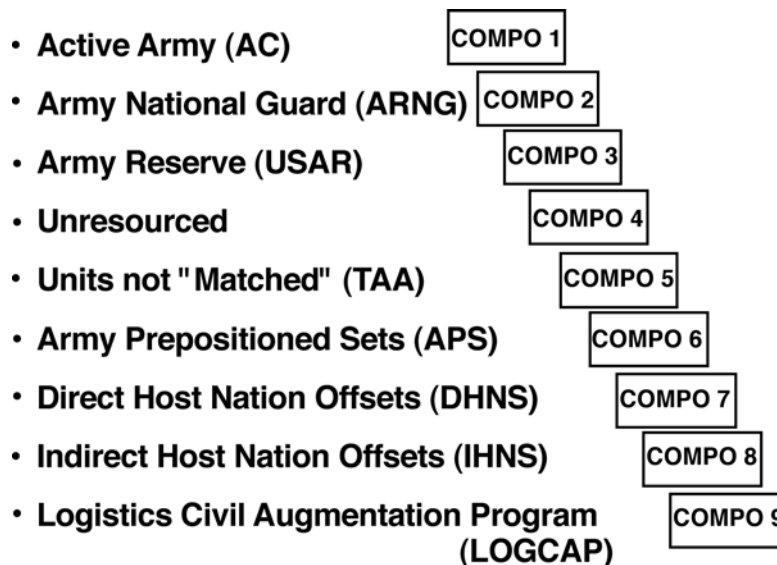 • Active Army (AC) COMPO 1
• Army National Guard (ARNG) COMPO 2
• Army Reserve (USAR) COMPO 3
• Unresourced COMPO 4
• Units not "Matched" (TAA) COMPO 5
• Army Prepositioned Sets (APS) COMPO 6
• Direct Host Nation Offsets (DHNS) COMPO 7
• Indirect Host Nation Offsets (IHNS) COMPO 8
• Logistics Civil Augmentation Program COMPO 9
(LOGCAP)